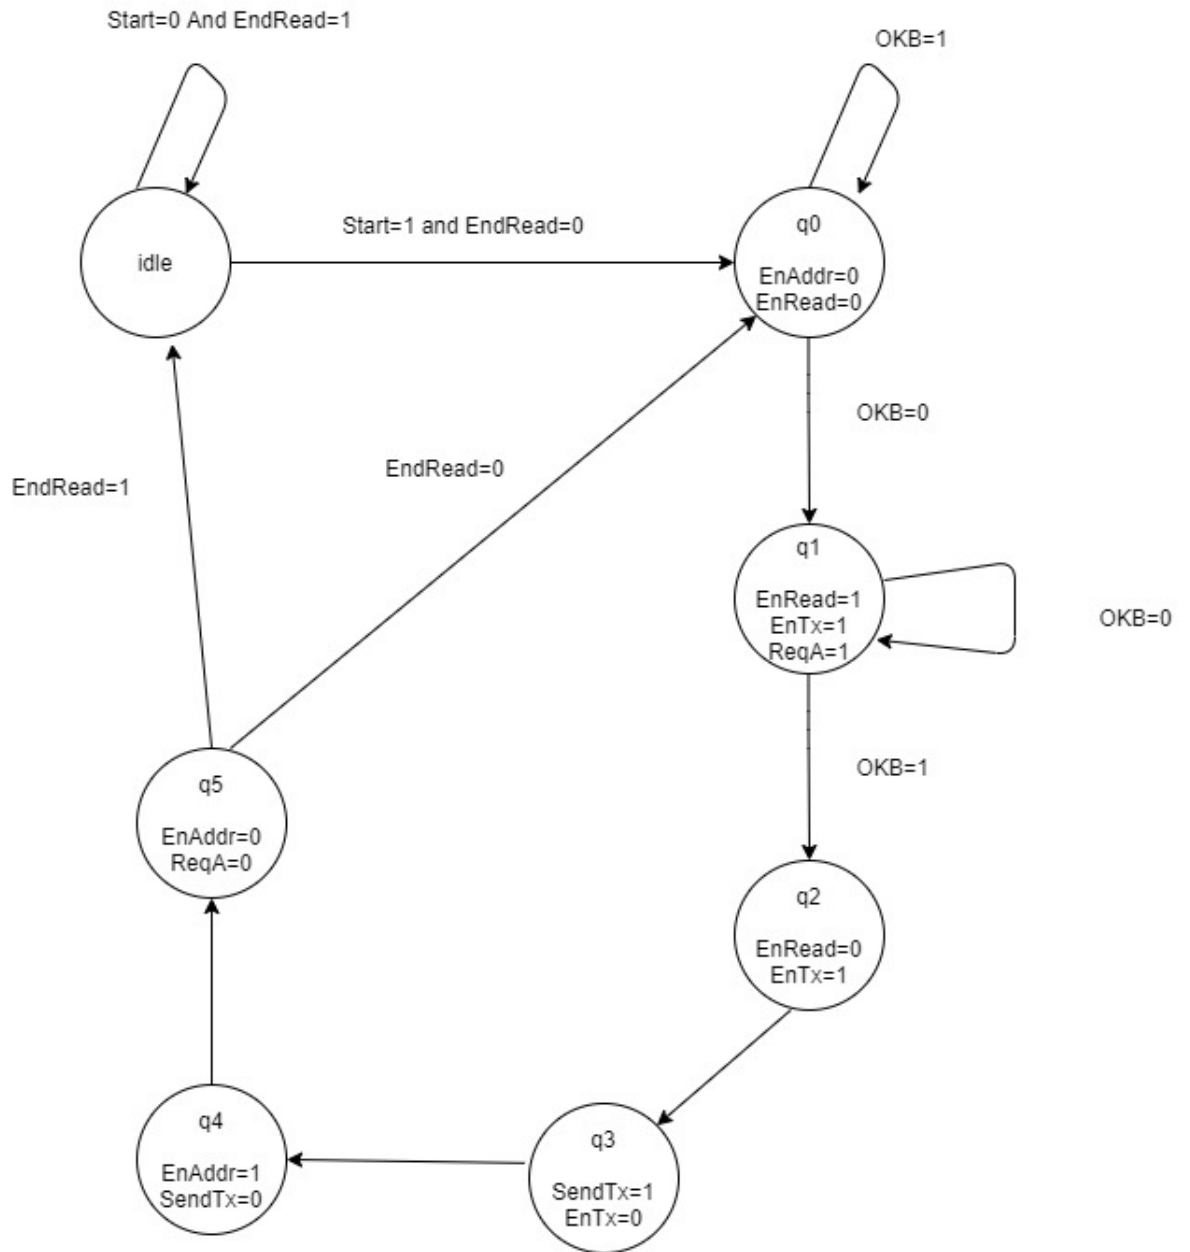 Start=0 And EndRead=1
OKB=1
idle
Start=1 and EndRead=0
q0
EnAddr=0
EnRead=0
OKB=0
EndRead=1
EndRead=0
q1
EnRead=1
EnTx=1
ReqA=1
OKB=0
OKB=1
q5
EnAddr=0
ReqA=0
q2
EnRead=0
EnTx=1
q4
EnAddr=1
SendTx=0
q3
SendTx=1
EnTx=0